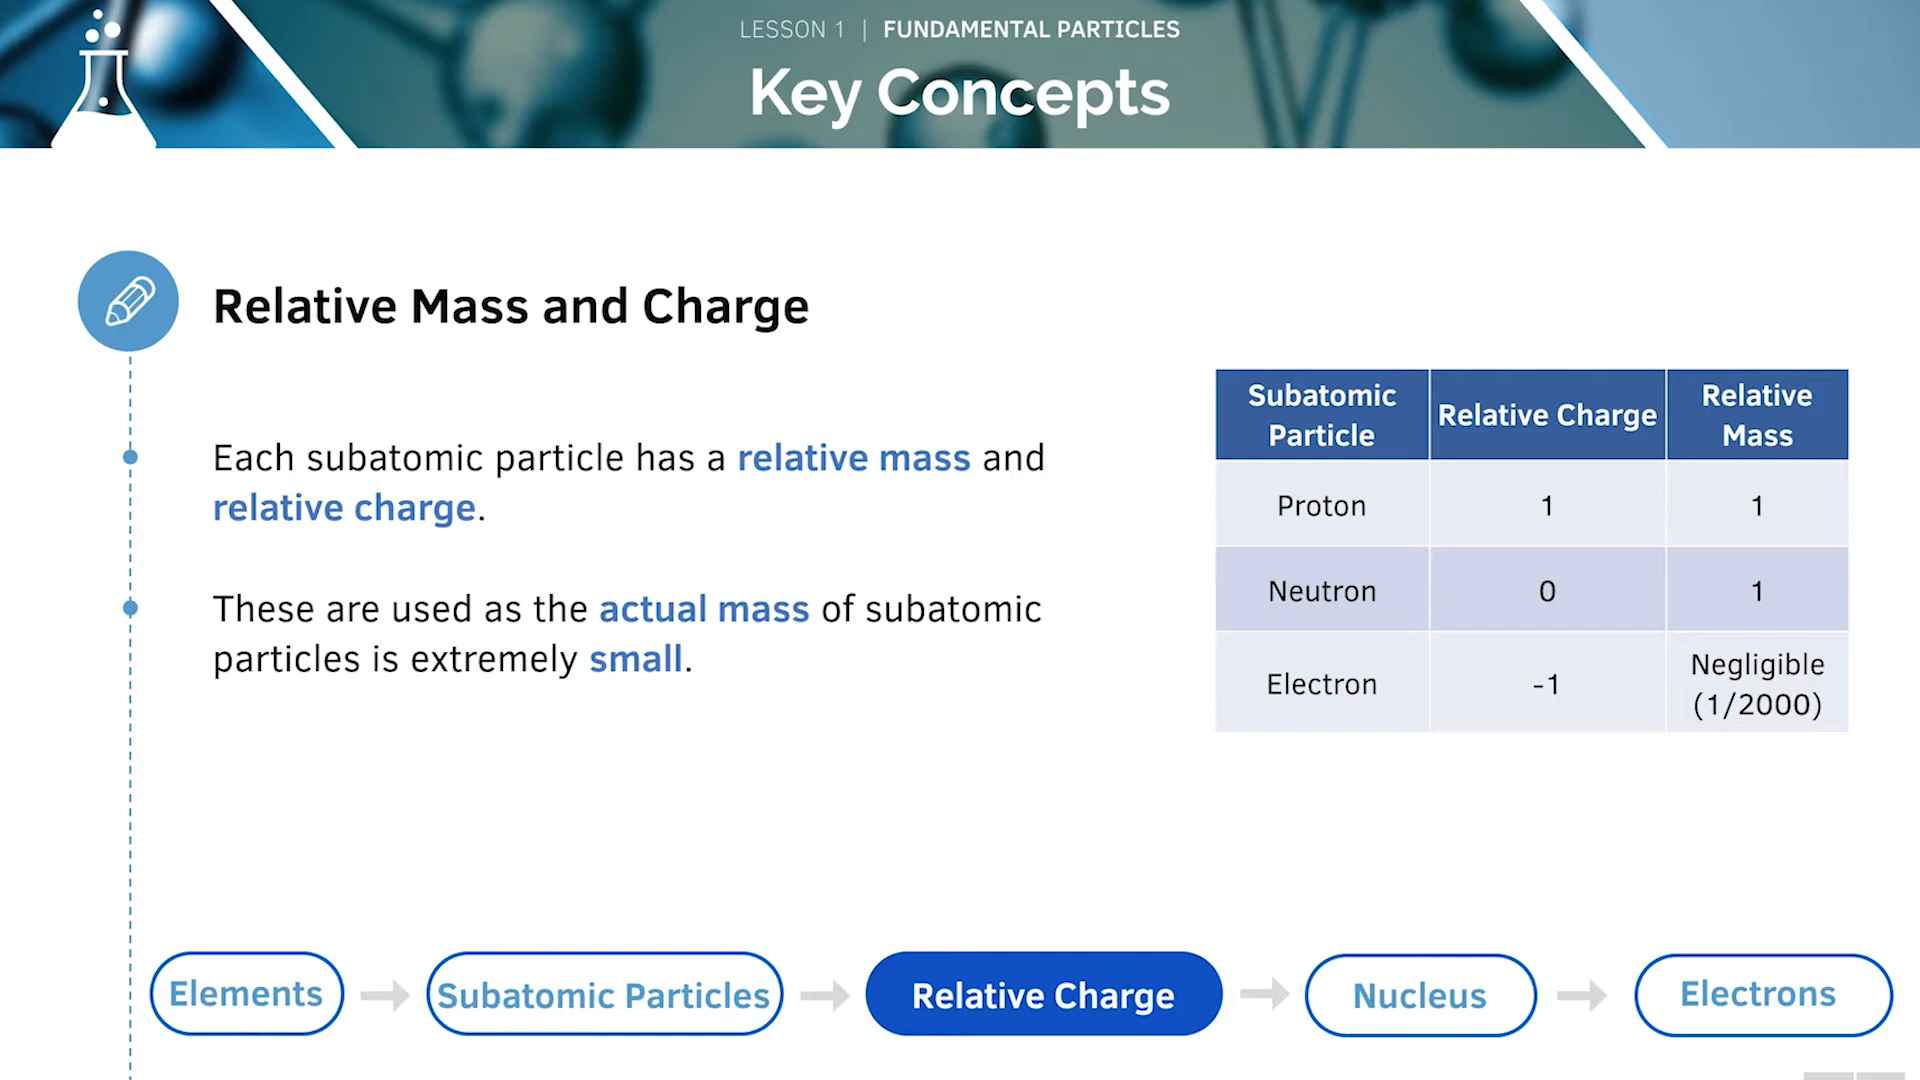 LESSON 1 | FUNDAMENTAL PARTICLES
Key Concepts
Relative Mass and Charge
Each subatomic particle has a relative mass and
relative charge.
These are used as the actual mass of subatomic
particles is extremely small.
Subatomic Particle Relative Charge Relative Mass
Proton 1 1
Neutron 0 1
Electron -1 Negligible (1/2000)
Elements Subatomic Particles Relative Charge Nucleus Electrons